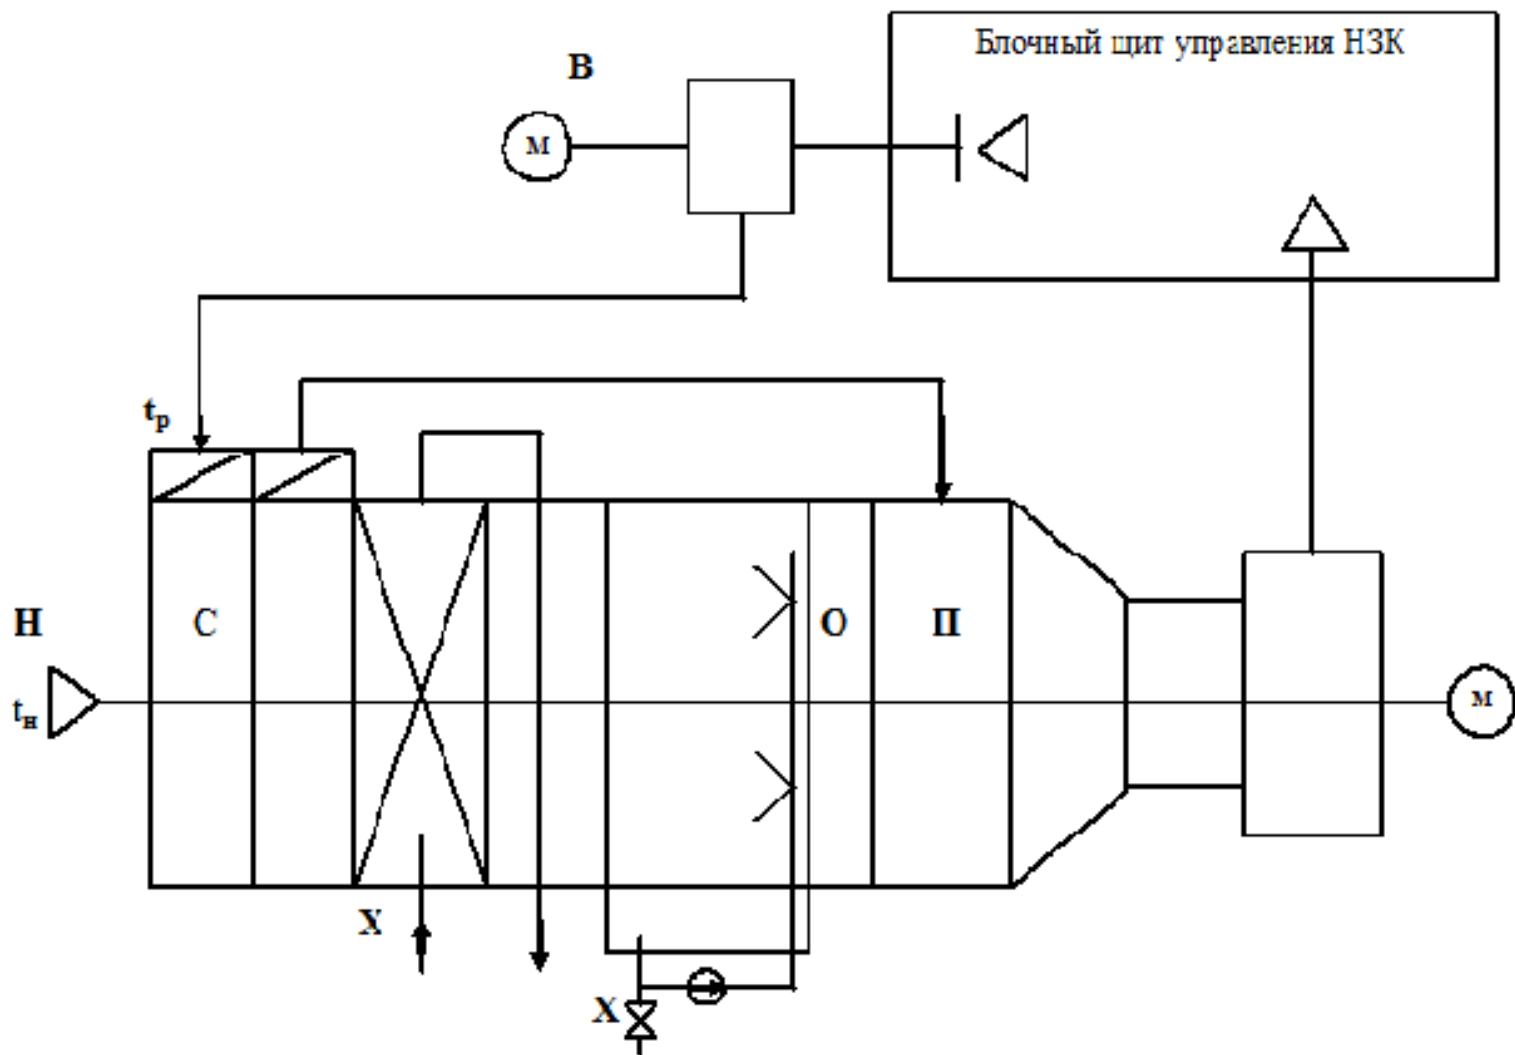 Блочный щит управления НЗК
В
м
tр
Н
С
О
П
tн
м
Х
Х